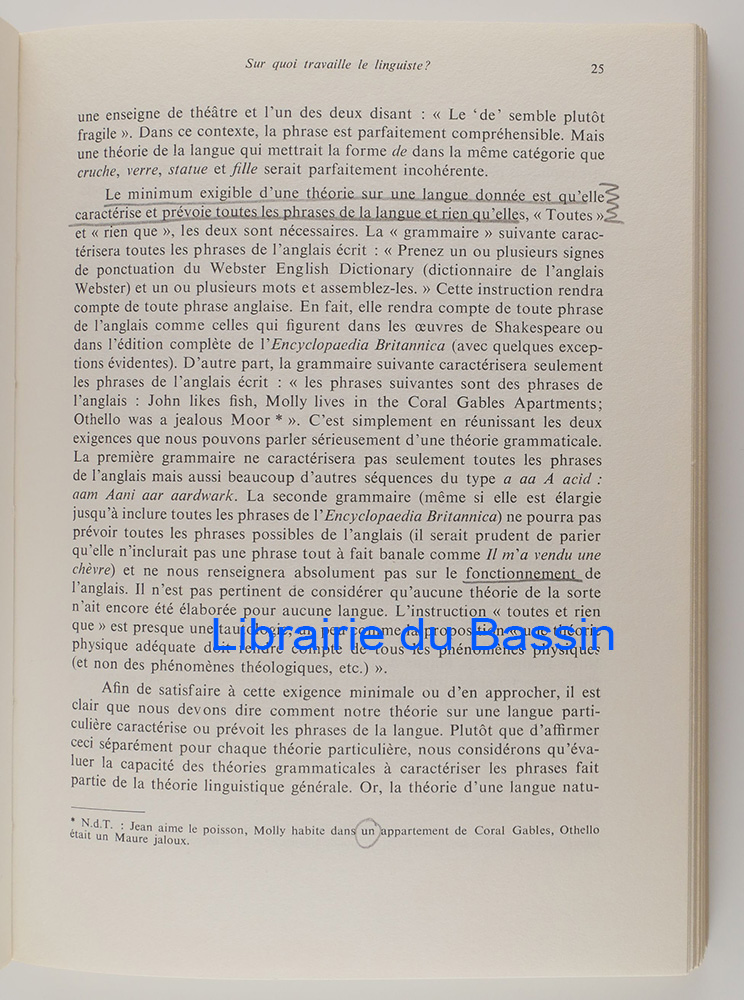 Sur quoi travaille le linguiste ?
25
une enseigne de théâtre et l'un des deux disant : « Le ‘de’ semble plutôt
fragile ». Dans ce contexte, la phrase est parfaitement compréhensible. Mais
une théorie de la langue qui mettrait la forme de dans la même catégorie que
cruche, verre, statue et fille serait parfaitement incohérente.
Le minimum exigible d'une théorie sur une langue donnée est qu'elle
caractérise et prévoie toutes les phrases de la langue et rien qu'elles, « Toutes »
et « rien que », les deux sont nécessaires. La « grammaire » suivante carac-
térisera toutes les phrases de l'anglais écrit : « Prenez un ou plusieurs signes
de ponctuation du Webster English Dictionary (dictionnaire de l'anglais
Webster) et un ou plusieurs mots et assemblez-les. » Cette instruction rendra
compte de toute phrase anglaise. En fait, elle rendra compte de toute phrase
de l'anglais comme celles qui figurent dans les œuvres de Shakespeare ou
dans l'édition complète de l'Encyclopaedia Britannica (avec quelques excep-
tions évidentes). D'autre part, la grammaire suivante caractérisera seulement
les phrases de l'anglais écrit : « les phrases suivantes sont des phrases de
l'anglais : John likes fish, Molly lives in the Coral Gables Apartments;
Othello was a jealous Moor * ». C'est simplement en réunissant les deux
exigences que nous pouvons parler sérieusement d'une théorie grammaticale.
La première grammaire ne caractérisera pas seulement toutes les phrases
de l'anglais mais aussi beaucoup d'autres séquences du type a aa A acid :
aam Aani aar aardwark. La seconde grammaire (même si elle est élargie
jusqu'à inclure toutes les phrases de l'Encyclopaedia Britannica) ne pourra pas
prévoir toutes les phrases possibles de l'anglais (il serait prudent de parier
qu'elle n'inclurait pas une phrase tout à fait banale comme Il m'a vendu une
chèvre) et ne nous renseignera absolument pas sur le fonctionnement de
l'anglais. Il n'est pas pertinent de considérer qu'aucune théorie de la sorte
n'ait encore été élaborée pour aucune langue. L'instruction « toutes et rien
que » est presque une tautologie, un peu comme la proposition « une théorie
physique adéquate doit rendre compte de tous les phénomènes physiques
(et non des phénomènes théologiques, etc.) ».
Librairie du Bassin
Afin de satisfaire à cette exigence minimale ou d'en approcher, il est
clair que nous devons dire comment notre théorie sur une langue parti-
culière caractérise ou prévoit les phrases de la langue. Plutôt que d'affirmer
ceci séparément pour chaque théorie particulière, nous considérons qu'éva-
luer la capacité des théories grammaticales à caractériser les phrases fait
partie de la théorie linguistique générale. Or, la théorie d'une langue natu-
* N.d.T. : Jean aime le poisson, Molly habite dans un appartement de Coral Gables, Othello
était un Maure jaloux.